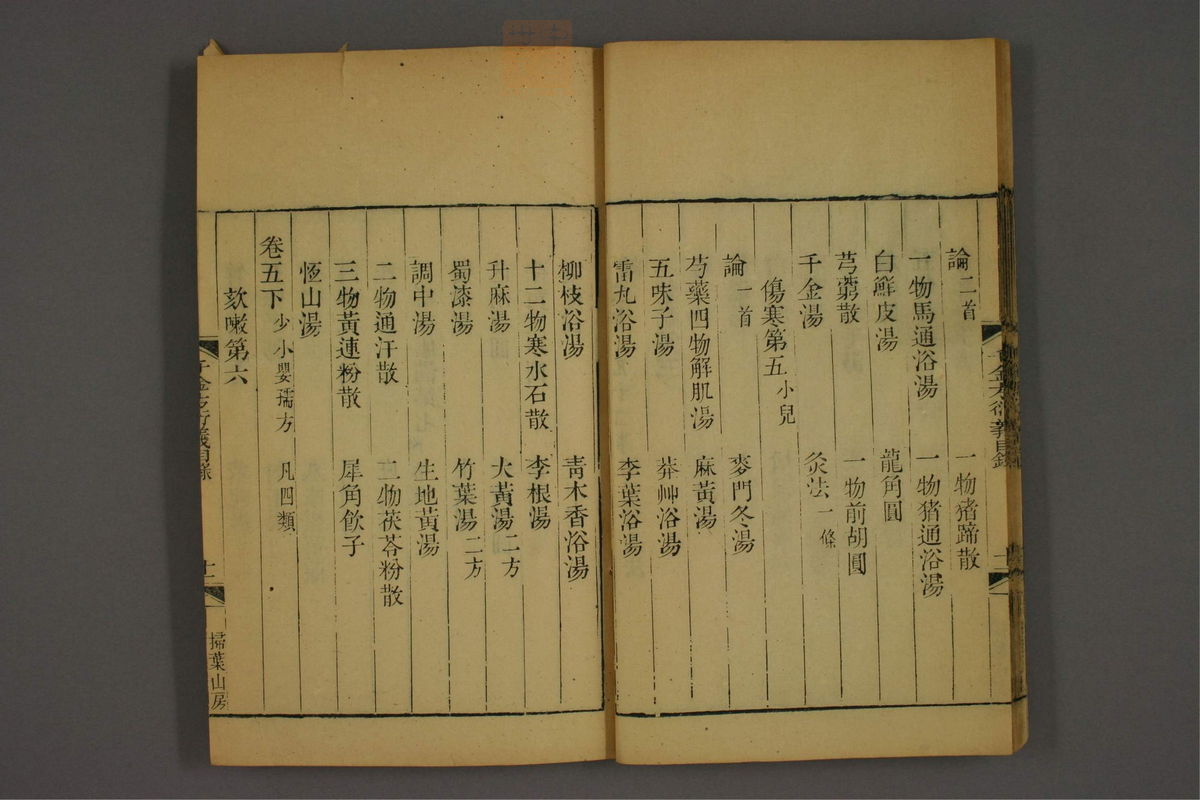 論二首　一物猪蹄散
一物馬通浴湯　一物猪通浴湯
白鮮皮湯　龍角圓
芎藭散　一物前胡圓
千金湯　灸法一條
傷寒第五小兒
論一首　麥門冬湯
芍藥四物解肌湯　麻黃湯
五味子湯　莽艸浴湯
雷丸浴湯　李葉浴湯
柳枝浴湯　靑木香浴湯
十二物寒水石散　李根湯
升麻湯　大黃湯二方
蜀漆湯　竹葉湯二方
調中湯　生地黃湯
二物通汗散　二物茯苓粉散
三物黃連粉散　犀角飮子
恆山湯
卷五下少小嬰孺方　凡四類
欬嗽第六
千金方衍義目錄
十一
掃葉山房